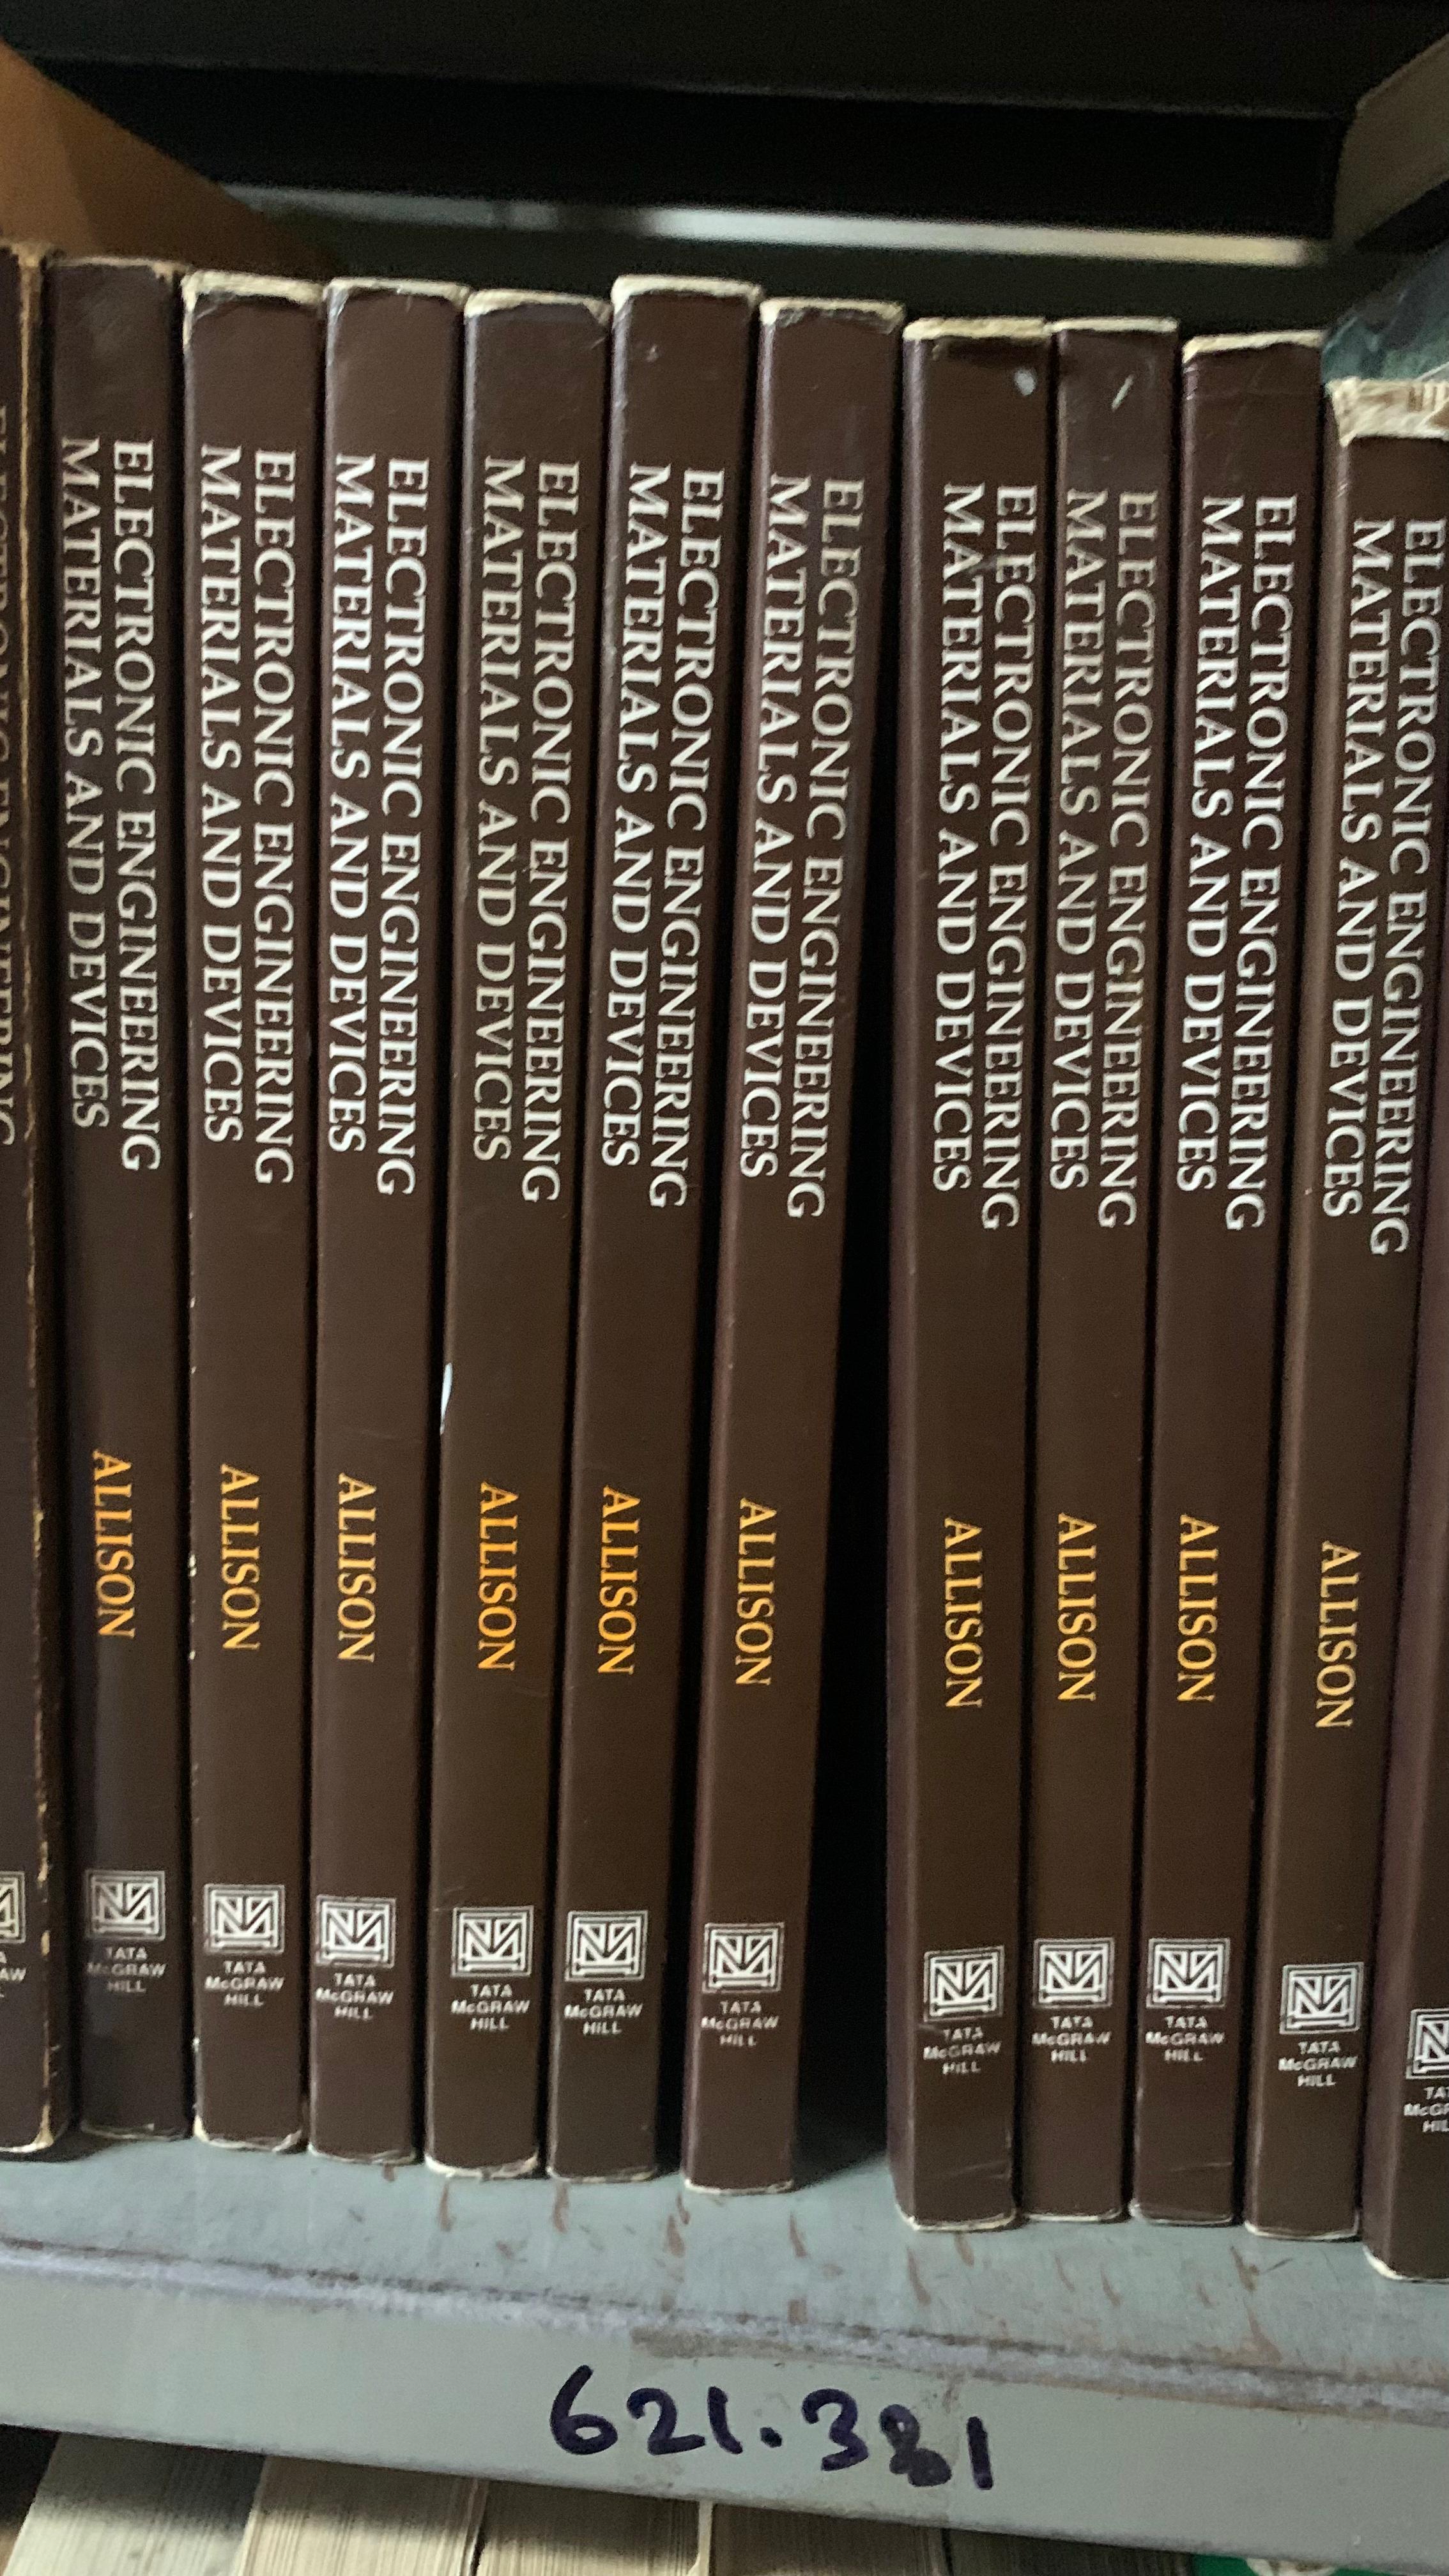 ELECTRONIC ENGINEERING
ELECTRONIC ENGINEERING
MATERIALS AND DEVICES
ALLISON
TATA
McGRAW
HILL
ELECTRONIC ENGINEERING
MATERIALS AND DEVICES
ALLISON
TATA
McGRAW
HILL
ELECTRONIC ENGINEERING
MATERIALS AND DEVICES
ALLISON
TATA
McGRAW
HILL
ELECTRONIC ENGINEERING
MATERIALS AND DEVICES
ALLISON
TATA
McGRAW
HILL
ELECTRONIC ENGINEERING
MATERIALS AND DEVICES
ALLISON
TATA
McGRAW
HILL
ELECTRONIC ENGINEERING
MATERIALS AND DEVICES
ALLISON
TATA
McGRAW
HILL
ELECTRONIC ENGINEERING
MATERIALS AND DEVICES
ALLISON
TATA
McGRAW
HILL
ELECTRONIC ENGINEERING
MATERIALS AND DEVICES
ALLISON
TATA
McGRAW
HILL
ELECTRONIC ENGINEERING
MATERIALS AND DEVICES
ALLISON
TATA
McGRAW
HILL
ELECTRONIC ENGINEERING
MATERIALS AND DEVICES
ALLISON
TATA
McGRAW
HILL
621.381